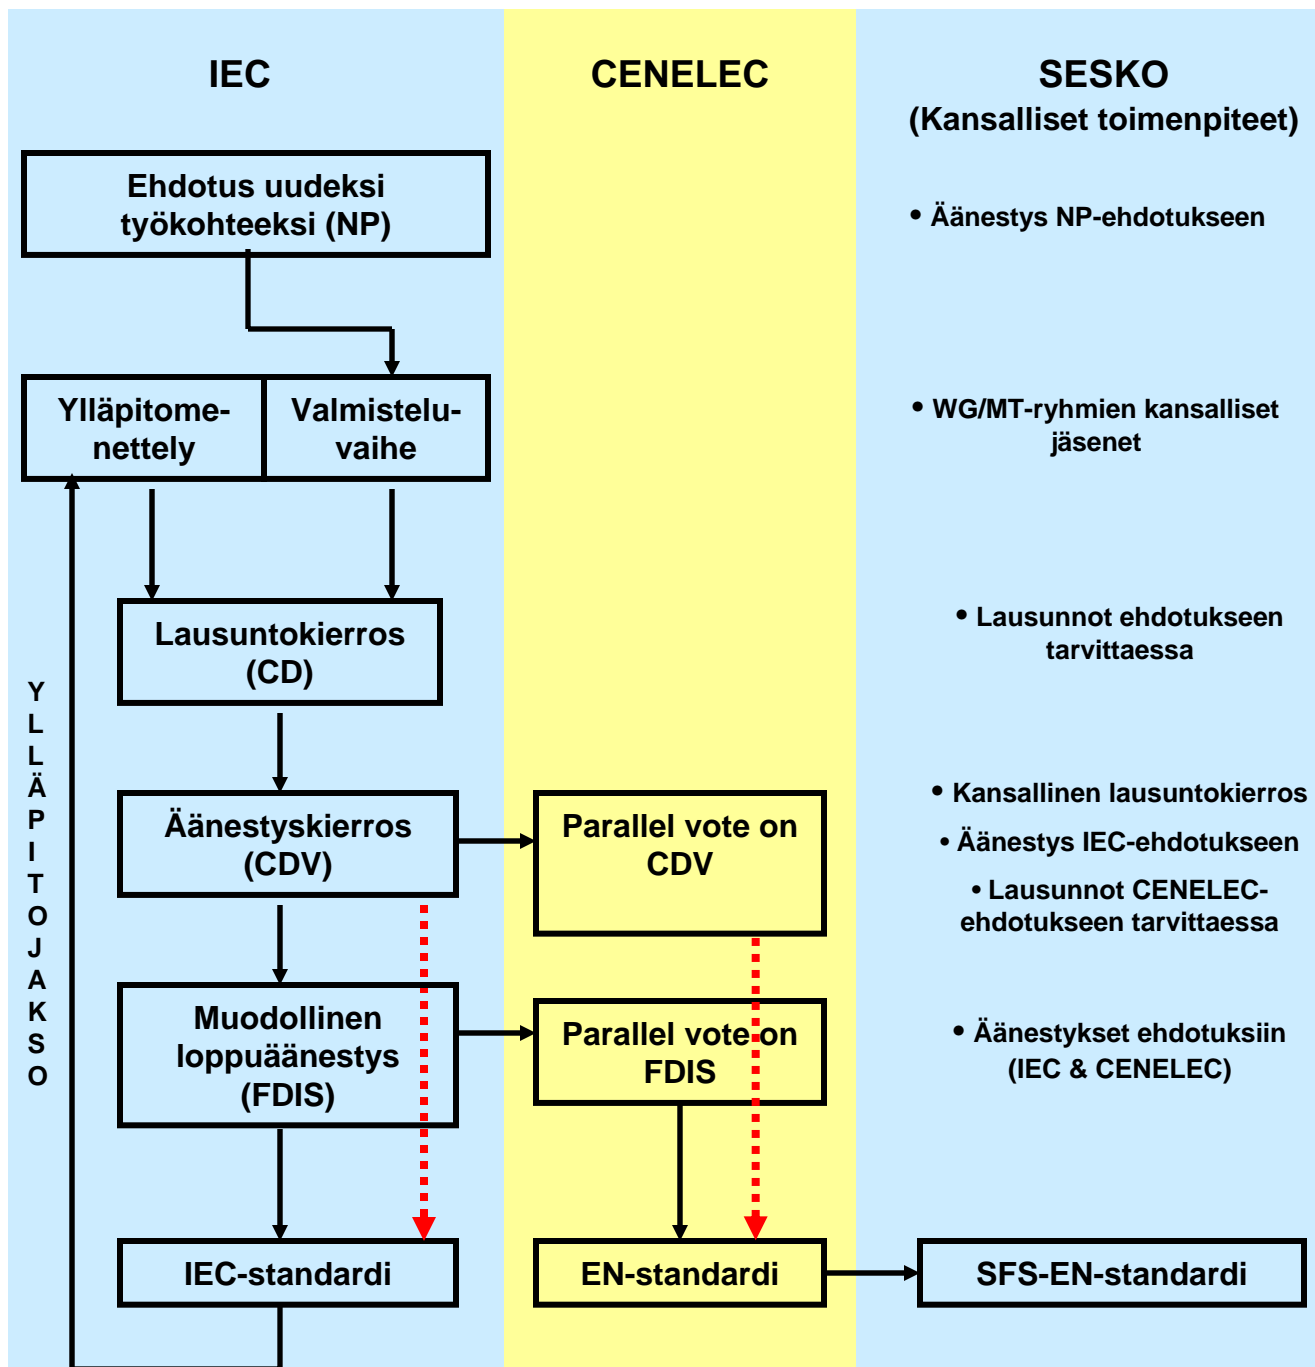 IEC
CENELEC
SESKO
(Kansalliset toimenpiteet)
Ehdotus uudeksi
työkohteeksi (NP)
• Äänestys NP-ehdotukseen
Ylläpitome-
nettely
Valmistelu-
vaihe
• WG/MT-ryhmien kansalliset
jäsenet
Lausuntokierros
(CD)
• Lausunnot ehdotukseen
tarvittaessa
Y
L
L
Ä
P
I
T
O
J
A
K
S
O
Äänestyskierros
(CDV)
Parallel vote on
CDV
• Kansallinen lausuntokierros
• Äänestys IEC-ehdotukseen
• Lausunnot CENELEC-
ehdotukseen tarvittaessa
Muodollinen
loppuäänestys
(FDIS)
Parallel vote on
FDIS
• Äänestykset ehdotuksiin
(IEC & CENELEC)
IEC-standardi
EN-standardi
SFS-EN-standardi